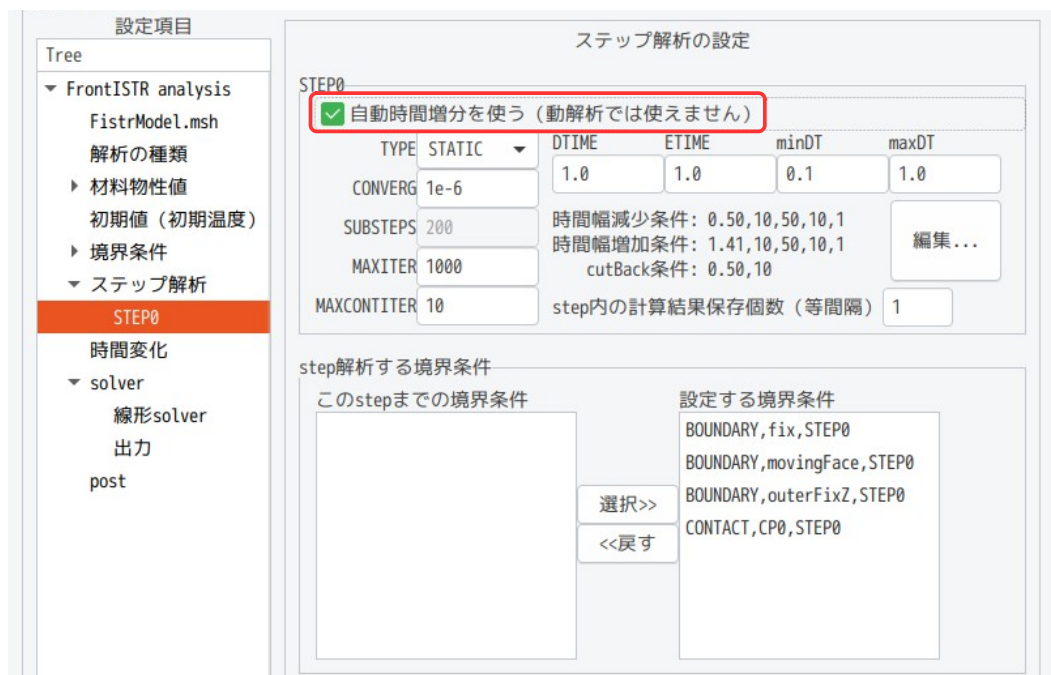 設定項目
Tree
FrontISTR analysis
FistrModel.msh
解析の種類
材料物性値
初期値（初期温度）
境界条件
ステップ解析
STEP0
時間変化
solver
線形solver
出力
post
ステップ解析の設定
STEP0
自動時間増分を使う（動解析では使えません）
TYPE STATIC
CONVERG 1e-6
SUBSTEPS 200
MAXITER 1000
MAXCONTITER 10
DTIME ETIME minDT maxDT
1.0 1.0 0.1 1.0
時間幅減少条件: 0.50,10,50,10,1
時間幅増加条件: 1.41,10,50,10,1
cutBack条件: 0.50,10
編集...
step内の計算結果保存個数（等間隔） 1
step解析する境界条件
このstepまでの境界条件
選択>>
<<戻す
設定する境界条件
BOUNDARY,fix,STEP0
BOUNDARY,movingFace,STEP0
BOUNDARY,outerFixZ,STEP0
CONTACT,CP0,STEP0